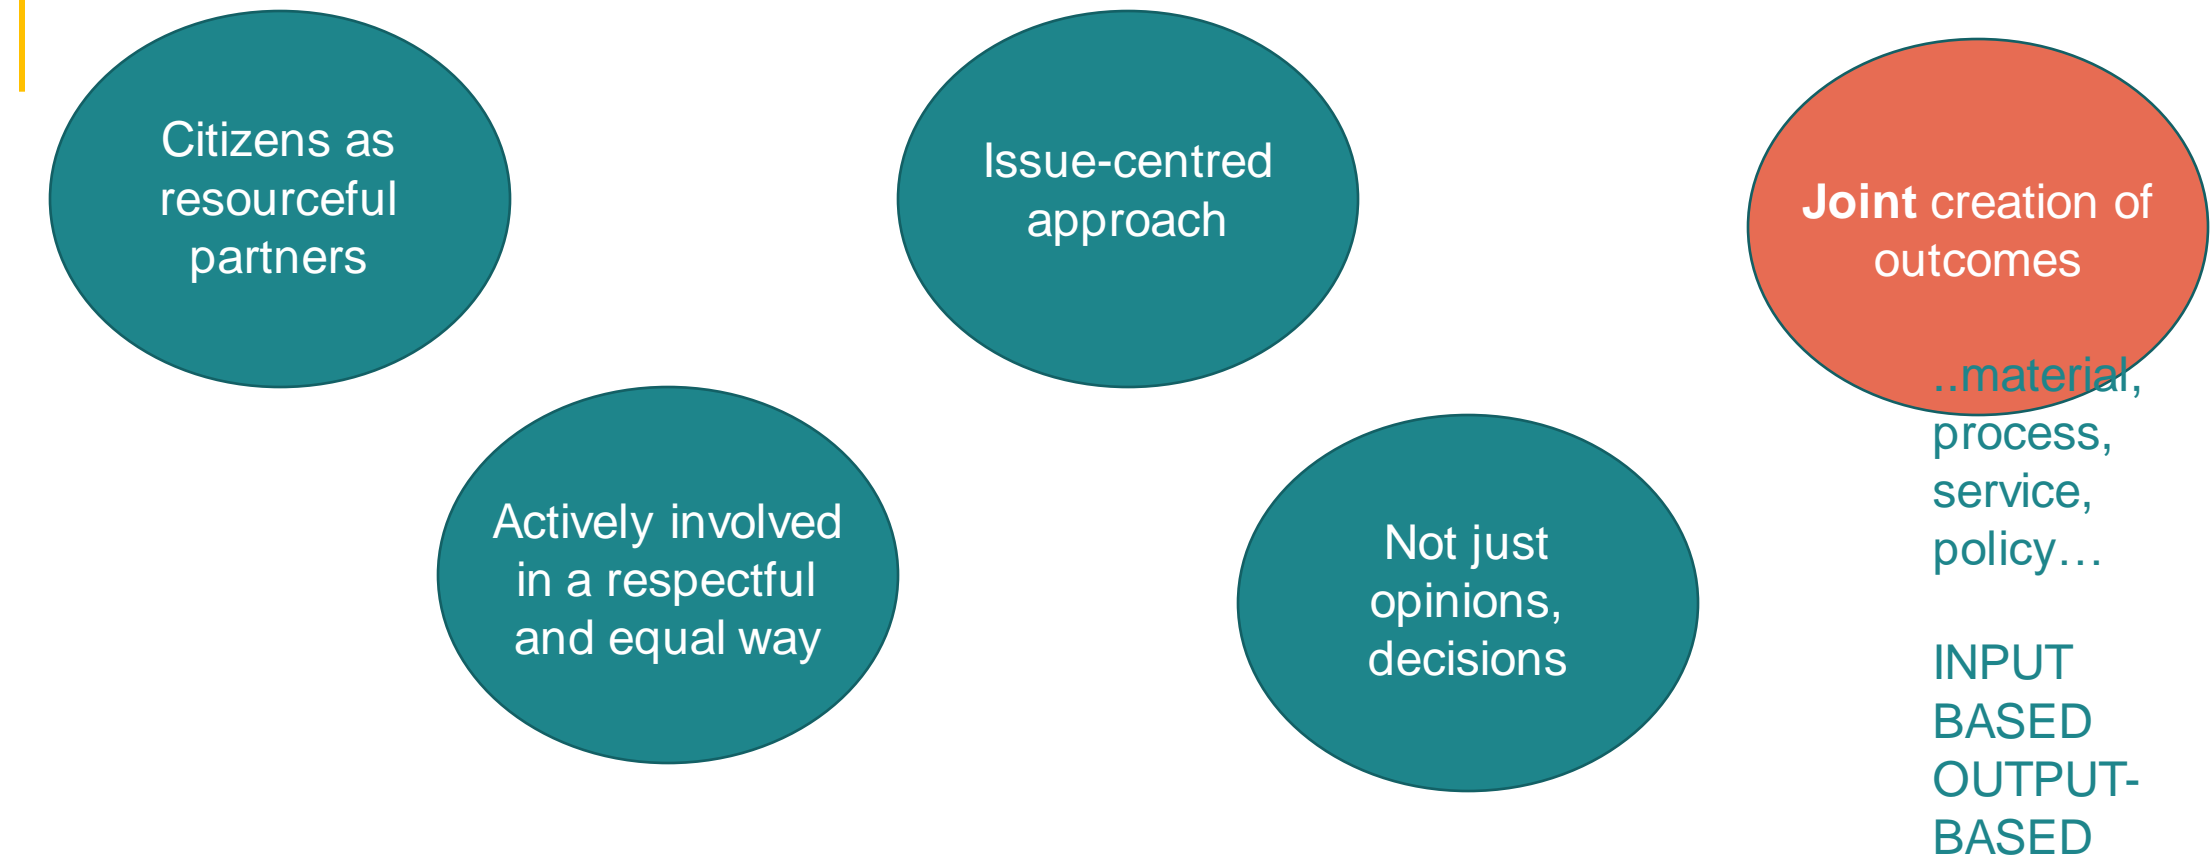 Citizens as
resourceful
partners
Issue-centred
approach
Joint creation of
outcomes
Actively involved
in a respectful
and equal way
Not just
opinions,
decisions
..material,
process,
service,
policy…
INPUT
BASED
OUTPUT-
BASED